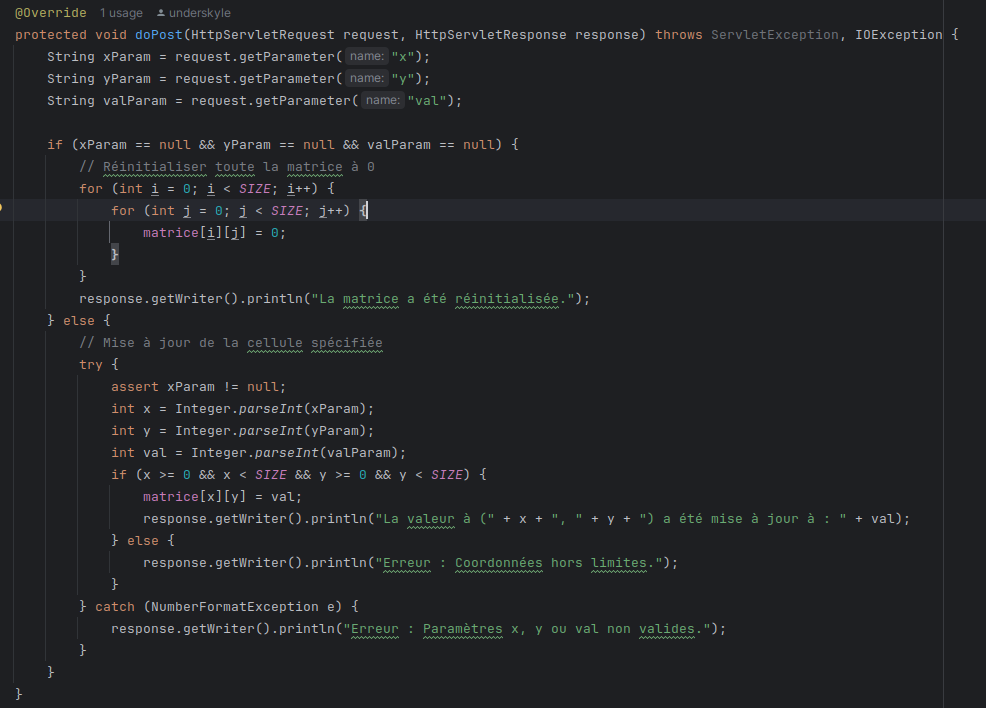 @Override 1 usage underskyle
protected void doPost(HttpServletRequest request, HttpServletResponse response) throws ServletException, IOException {
    String xParam = request.getParameter( name: "x");
    String yParam = request.getParameter( name: "y");
    String valParam = request.getParameter( name: "val");

    if (xParam == null && yParam == null && valParam == null) {
        // Réinitialiser toute la matrice à 0
        for (int i = 0; i < SIZE; i++) {
            for (int j = 0; j < SIZE; j++) {
                matrice[i][j] = 0;
            }
        }
        response.getWriter().println("La matrice a été réinitialisée.");
    } else {
        // Mise à jour de la cellule spécifiée
        try {
            assert xParam != null;
            int x = Integer.parseInt(xParam);
            int y = Integer.parseInt(yParam);
            int val = Integer.parseInt(valParam);
            if (x >= 0 && x < SIZE && y >= 0 && y < SIZE) {
                matrice[x][y] = val;
                response.getWriter().println("La valeur à (" + x + ", " + y + ") a été mise à jour à : " + val);
            } else {
                response.getWriter().println("Erreur : Coordonnées hors limites.");
            }
        } catch (NumberFormatException e) {
            response.getWriter().println("Erreur : Paramètres x, y ou val non valides.");
        }
    }
}